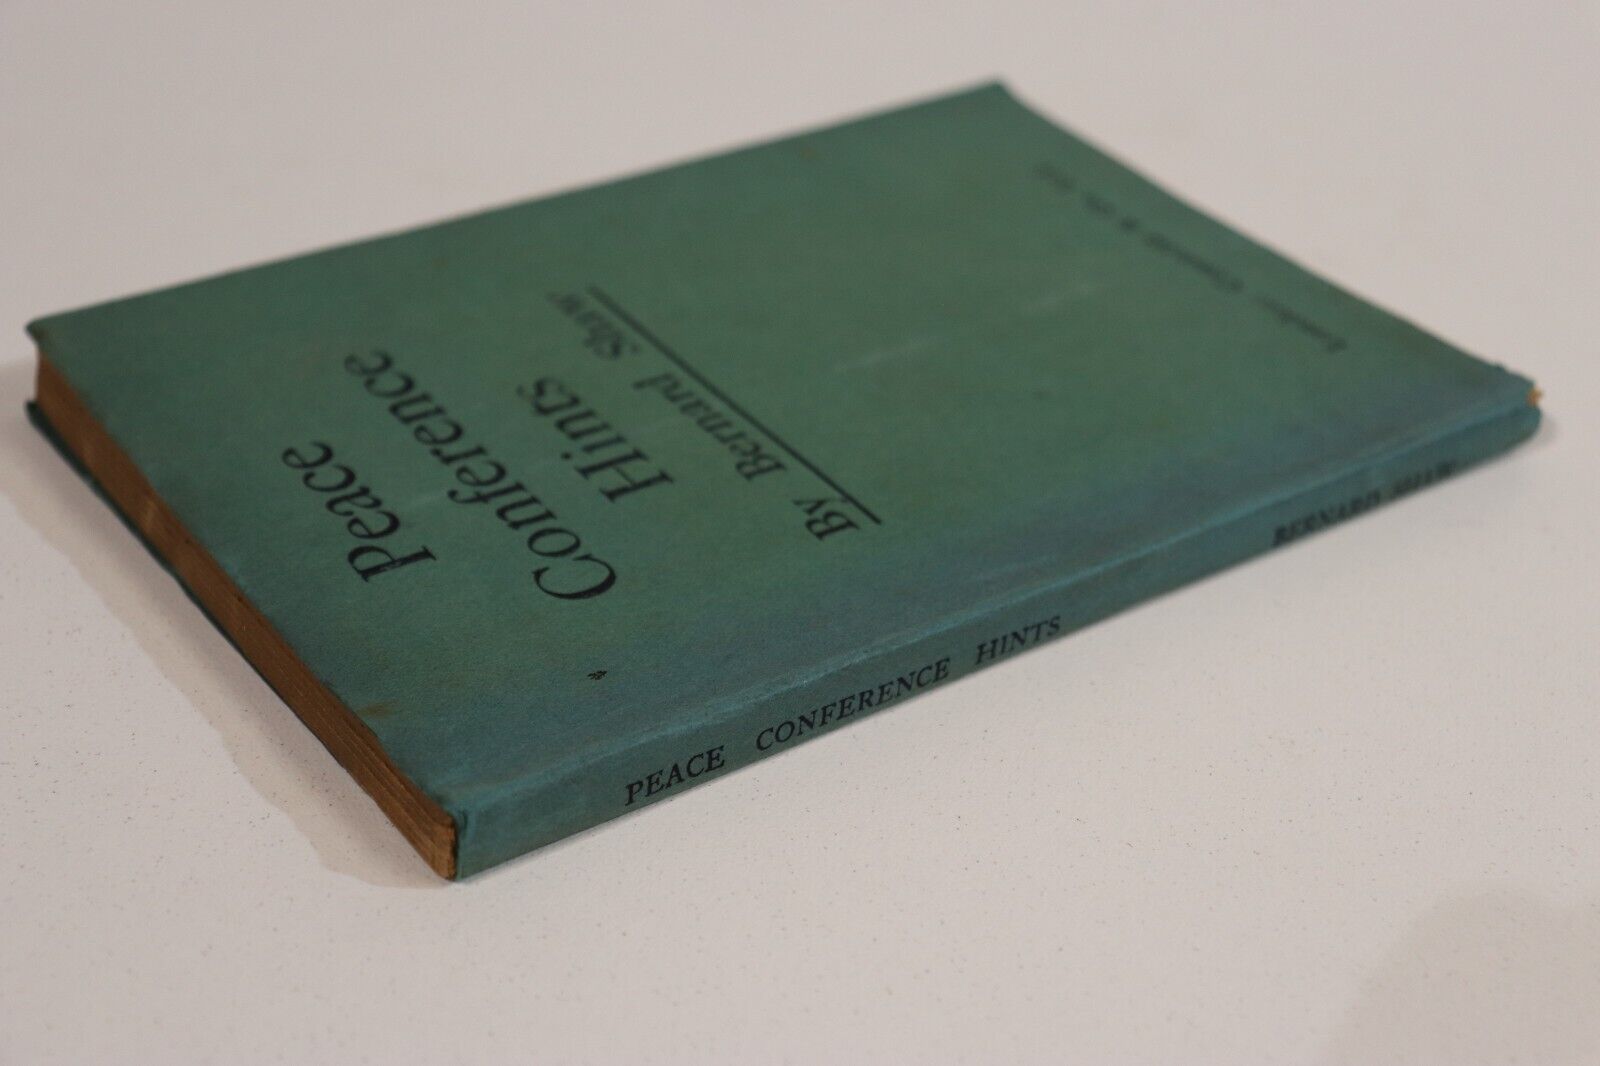 Peace
Conference
Hints
By Bernard Shaw
PEACE CONFERENCE HINTS
BERNARD SHAW